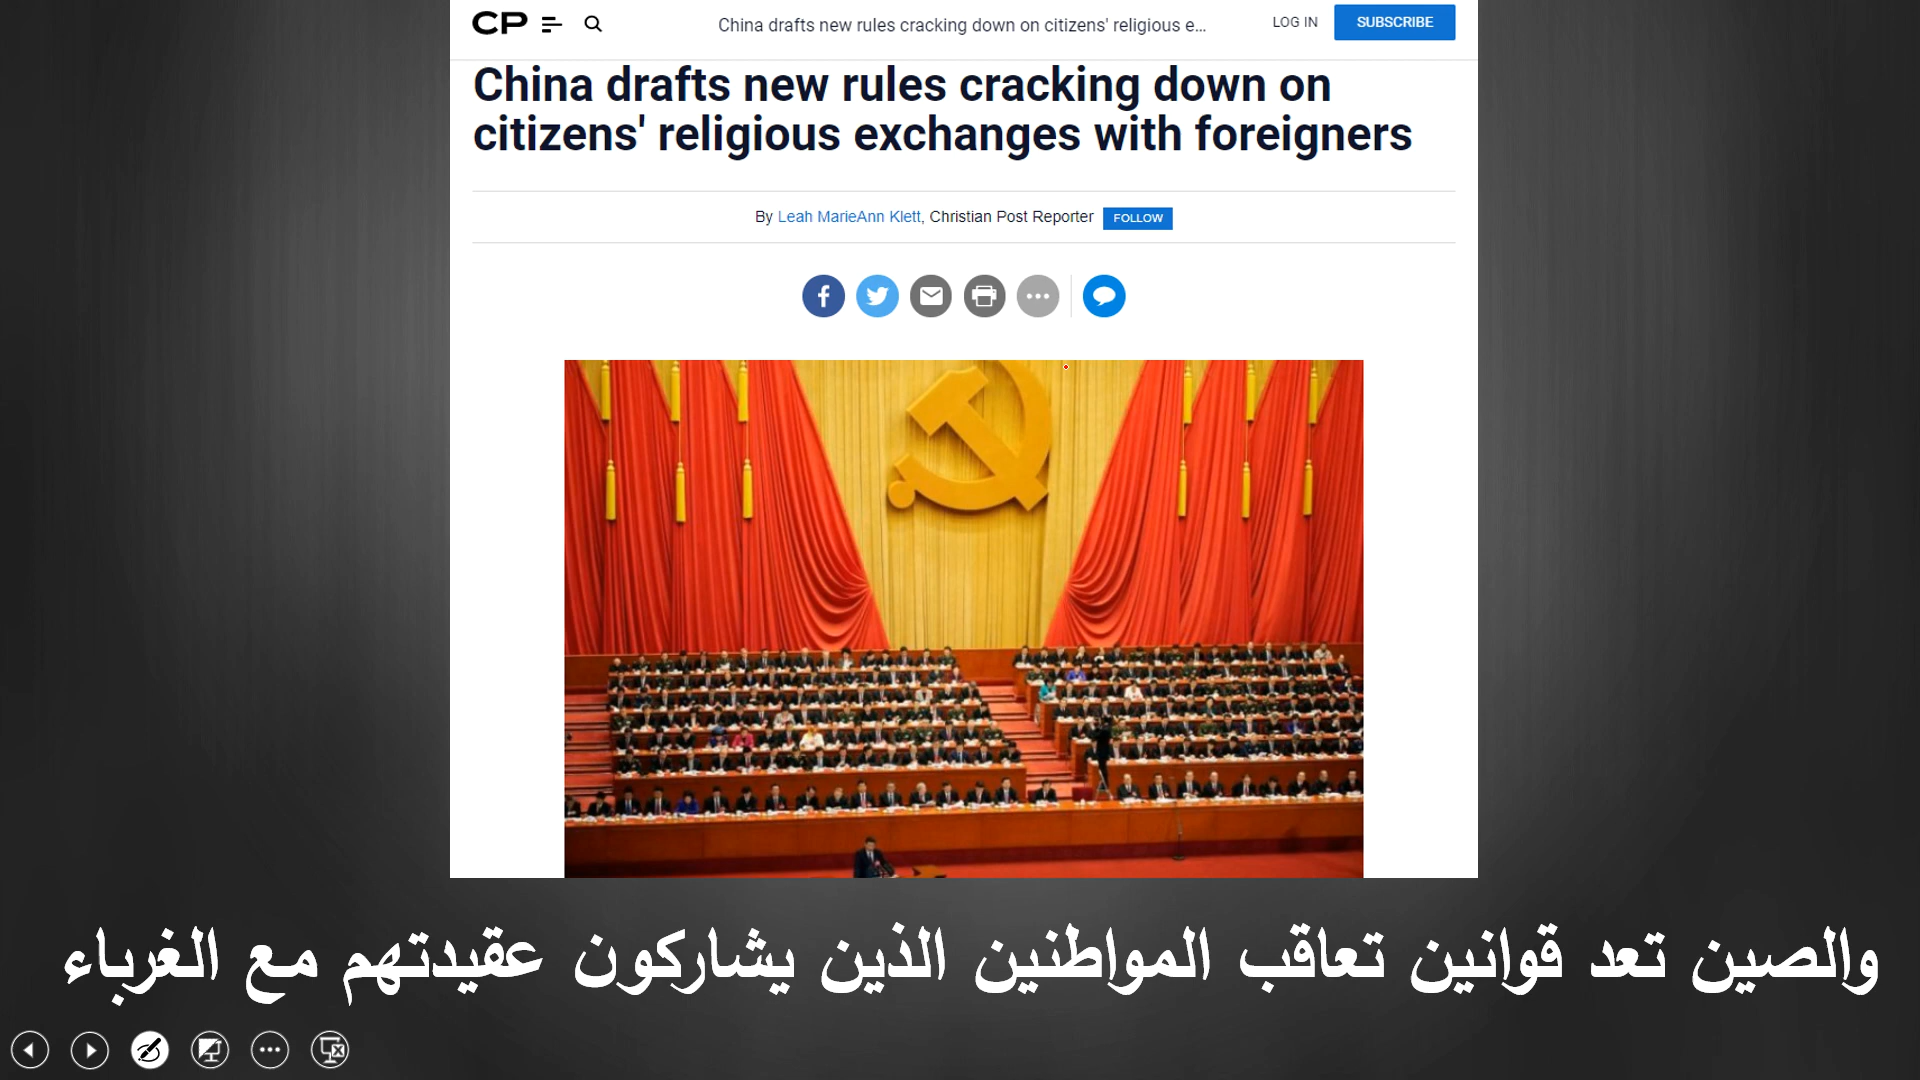 CP
China drafts new rules cracking down on citizens' religious e...
LOG IN
SUBSCRIBE
China drafts new rules cracking down on
citizens' religious exchanges with foreigners
By Leah MarieAnn Klett, Christian Post Reporter
FOLLOW
والصين تعد قوانين تعاقب المواطنين الذين يشاركون عقيدتهم مع الغرباء